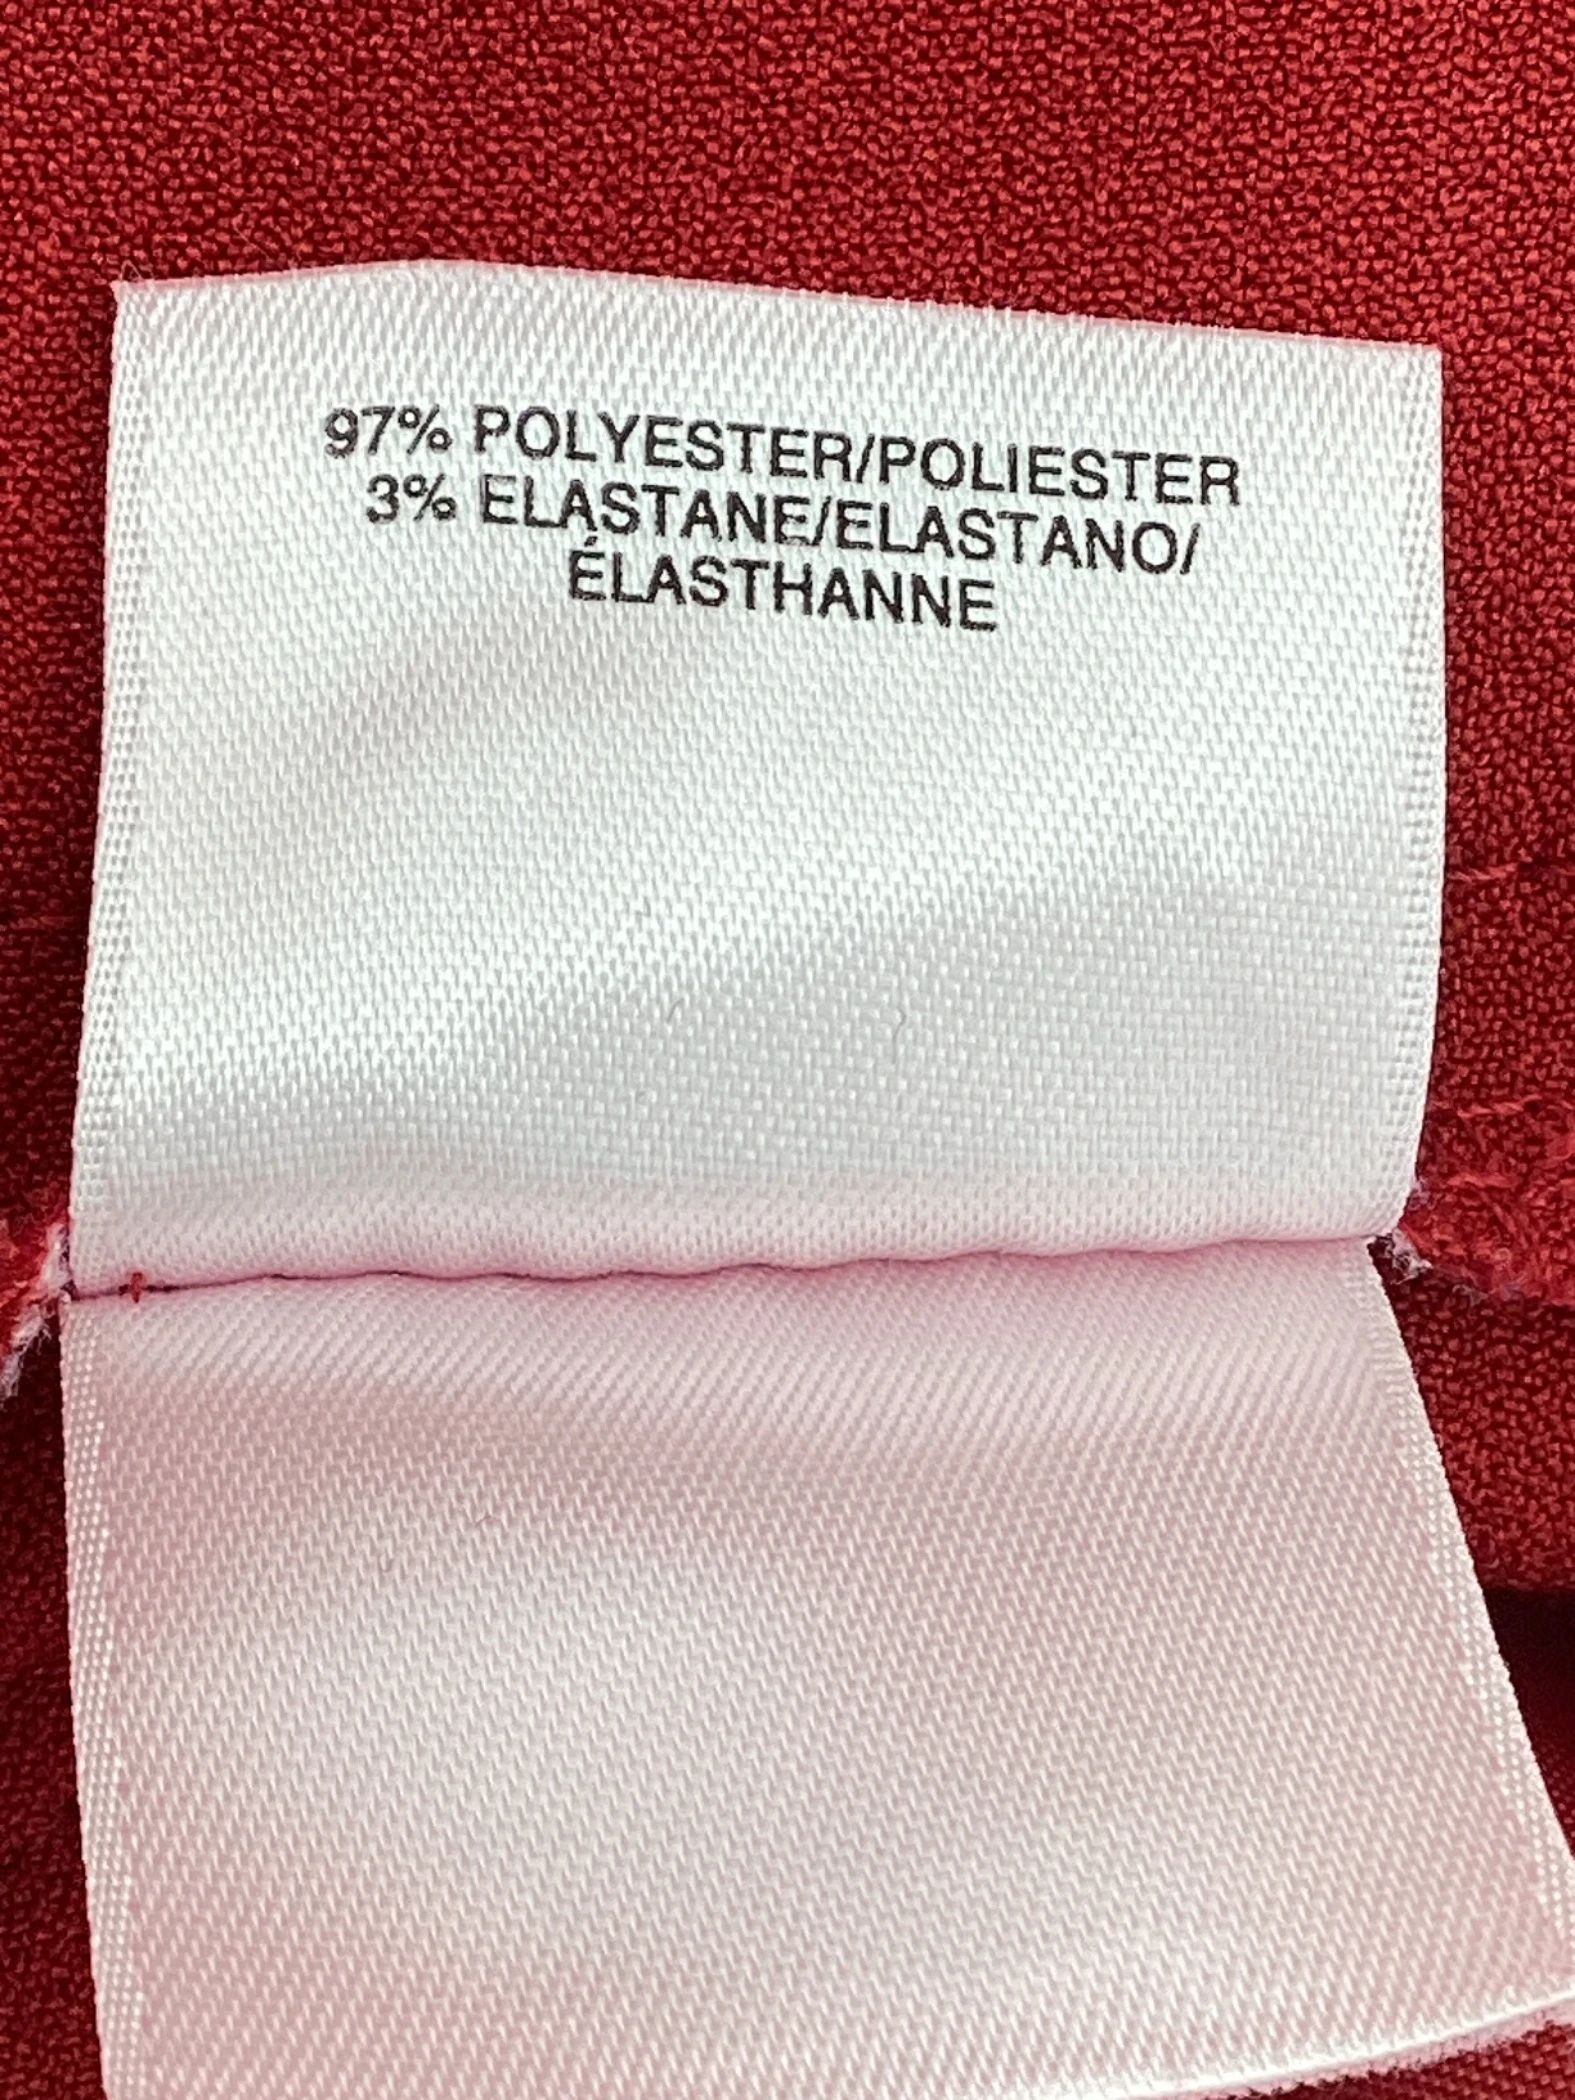 97% POLYESTER/POLIESTER
3% ELASTANE/ELASTANO/
ÉLASTHANNE